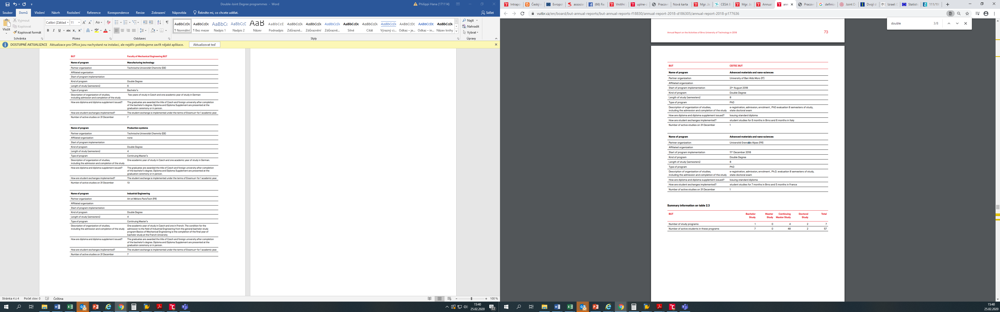 Double-Joint Degree programmes - Word
Philippi Hana (171114)
Soubor Domů Vložení Návrh Rozložení Reference Korespondence Revize Zobrazení Nápověda Řekněte mi, co chcete udělat. Sdílet
Vložit
Vyjmout
Kopírovat
Kopírovat formát
Schránka
Calibri (Základ 11
Písmo
Odstavec
AaBbCcDc AaBbCcDc AaBbCc AaBbCcE AaB AaBbCcD AaBbCcDc AaBbCcDc AaBbCcDc AaBbCcDc AaBbCcDc AaBbCcDc AABBCCDD AABBCCDD AaBbCcDc
¶ Normální ¶ Bez mezer Nadpis 1 Nadpis 2 Název Podnadpis Zdůrazně... Zdůraznění Zdůrazně... Silné Citát Výrazný ci... Odkaz – je... Odkaz – in... Název knihy
Styly
Najít
Nahradit
Vybrat
Úpravy
DOSTUPNÉ AKTUALIZACE Aktualizace pro Office jsou nachystané na instalaci, ale nejdřív potřebujeme zavřít nějaké aplikace. Aktualizovat teď
BUT Faculty of Mechanical Engineering BUT
Name of program Manufacturing technology
Partner organization Technische Universität Chemnitz (DE)
Affiliated organization
Start of program implementation
Kind of program Double Degree
Length of study (semesters) 6
Type of program Bachelor's
Description of organization of studies, Two years of study in Czech and one academic year of study in German
including admission and completion of the study
How are diploma and diploma supplement issued? The graduates are awarded the title of Czech and foreign university after completion
of the bachelor's degree. Diploma and Diploma Supplement are presented at the
graduation ceremony or in person.
How are student exchanges implemented? The student exchange is implemented under the terms of Erasmus+ for 1 academic year.
Number of active studies on 31 December 7
Name of program Production systems
Partner organization Technische Universität Chemnitz (DE)
Affiliated organization none
Start of program implementation
Kind of program Double Degree
Length of study (semesters) 4
Type of program Continuing Master's
Description of organization of studies, One academic year of study in Czech and one academic year of study in German.
including the admission and completion of the study
How are diploma and diploma supplement issued? The graduates are awarded the title of Czech and foreign university after completion
of the bachelor's degree. Diploma and Diploma Supplement are presented at the
graduation ceremony or in person.
How are student exchanges implemented? The student exchange is implemented under the terms of Erasmus+ for 1 academic year.
Number of active studies on 31 December 13
Name of program Industrial Engineering
Partner organization Art et Métiers ParisTech (FR)
Affiliated organization
Start of program implementation
Kind of program Double Degree
Length of study (semesters) 4
Type of program Continuing Master's
Description of organization of studies, One academic year of study in Czech and one in French. The condition for the
including the admission and completion of the study admission to the field of Industrial Engineering from the general bachelor study
program Basics of Mechanical Engineering is the completion of the final year of
bachelor study at the French University
How are diploma and diploma supplement issued? The graduates are awarded the title of Czech and foreign university after completion
of the bachelor's degree. Diploma and Diploma Supplement are presented at the
graduation ceremony or in person.
How are student exchanges implemented? The student exchange is implemented under the terms of Erasmus+ for 1 academic year.
Number of active studies on 31 December 7
Stránka 4 z 4 Počet slov: 0 Čeština 100 %
15:40
25.02.2020
22
Intrapo Český r Evropsk associa (66) Fac Vnitřní uplne-z Pracov Nová karta Mgr. Ja CESA B Mgr. Jo Annual ann Pracov definice Joint D Dvojí d Izrael Statistic 111/19
vutbr.cz/en/board/but-annual-reports/but-annual-reports-f18830/annual-report-2018-d186305/annual-report-2018-p177636
double 3/8
Annual Report on the Activities of Brno University of Technology in 2018 73
BUT CEITEC BUT
Name of program Advanced materials and nano-sciences
Partner organization University of Bari Aldo Moro (IT)
Affiliated organization
Start of program implementation 21st August 2018
Kind of program Double Degree
Length of study (semesters) 8
Type of program PhD
Description of organization of studies, e-registration, admission, enrolment , PhD evaluation 8 semesters of study,
including the admission and completion of the study state doctoral exam
How are diploma and diploma supplement issued? Issuing standard diploma
How are student exchanges implemented? student studies for 6 months in Brno and 6 months in Italy
Number of active studies on 31 December 1
Name of program Advanced materials and nano-sciences
Partner organization Université Grenoble Alpes (FR)
Affiliated organization
Start of program implementation 11th December 2018
Kind of program Double Degree
Length of study (semesters) 8
Type of program PhD
Description of organization of studies, e-registration, admission, enrolment , Ph.D. evaluation 8 semesters of study,
including the admission and completion of the study state doctoral exam
How are diploma and diploma supplement issued? Issuing standard diploma
How are student exchanges implemented? student studies for 7 months in Brno and 5 months in France
Number of active studies on 31 December 1
Summary information on table 2.3
BUT Bachelor Study Master Study Continuing Master Study Doctoral Study Total
Number of study programs 1 0 4 2 7
Number of active students in these programs 7 0 48 2 57
15:40
25.02.2020